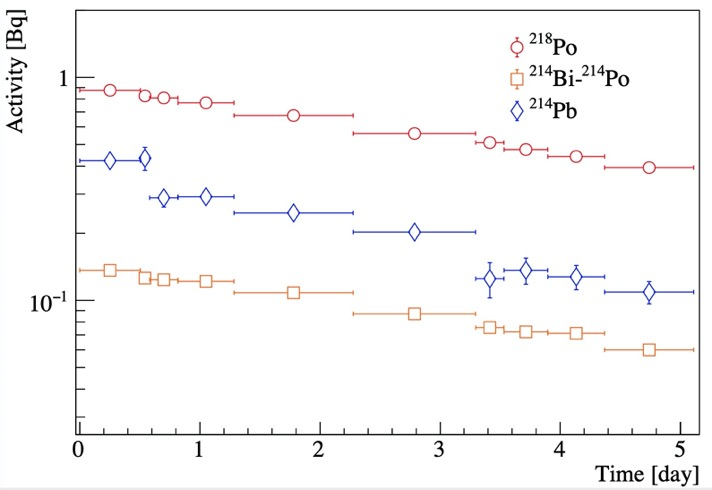 Activity [Bq]
²¹⁸Po
²¹⁴Bi-²¹⁴Po
²¹⁴Pb
1
10⁻¹
0 1 2 3 4 5
Time [day]